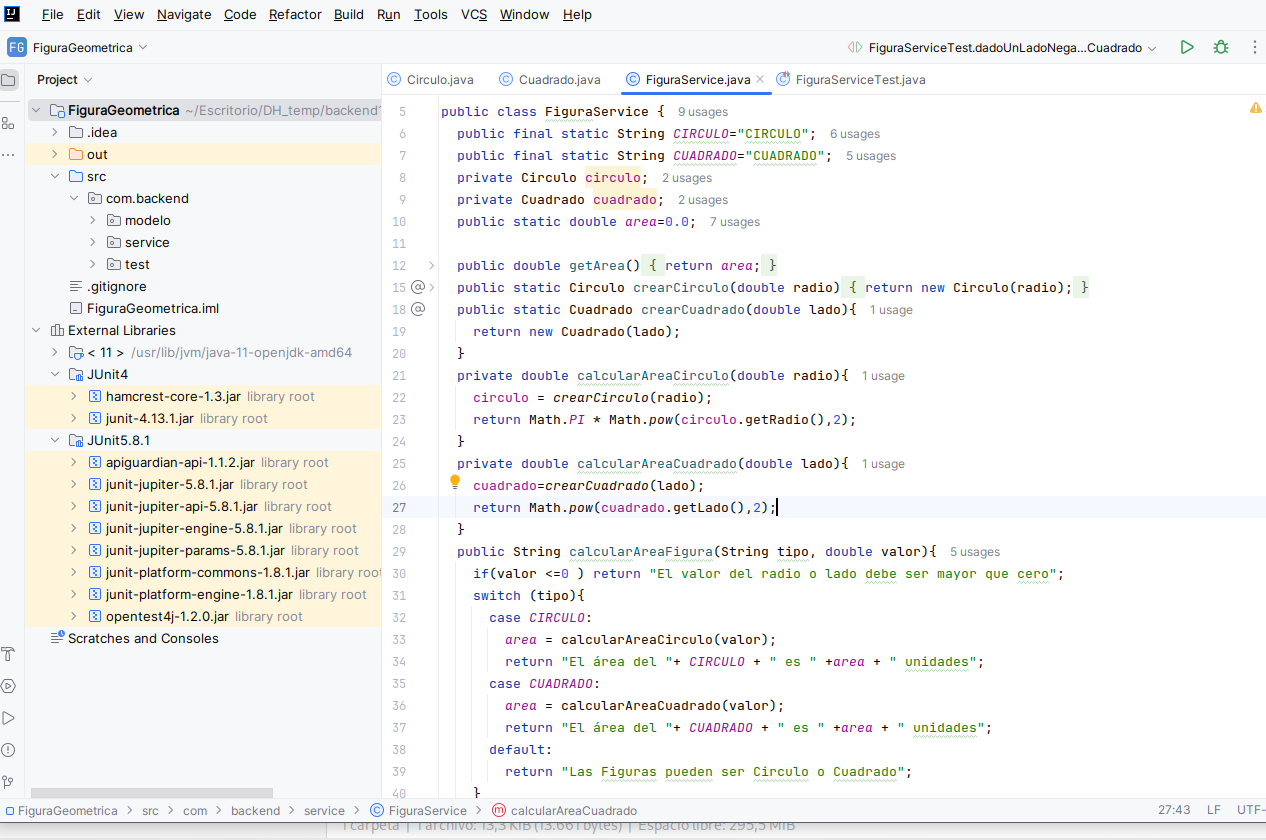 File Edit View Navigate Code Refactor Build Run Tools VCS Window Help
FG FiguraGeometrica FiguraServiceTest.dadoUnLadoNega...Cuadrado
Project
FiguraGeometrica ~/Escritorio/DH_temp/backend
.idea
out
src
com.backend
modelo
service
test
.gitignore
FiguraGeometrica.iml
External Libraries
< 11 > /usr/lib/jvm/java-11-openjdk-amd64
JUnit4
hamcrest-core-1.3.jar library root
junit-4.13.1.jar library root
JUnit5.8.1
apiguardian-api-1.1.2.jar library root
junit-jupiter-5.8.1.jar library root
junit-jupiter-api-5.8.1.jar library root
junit-jupiter-engine-5.8.1.jar library root
junit-jupiter-params-5.8.1.jar library root
junit-platform-commons-1.8.1.jar library root
junit-platform-engine-1.8.1.jar library root
opentest4j-1.2.0.jar library root
Scratches and Consoles
Circulo.java Cuadrado.java FiguraService.java FiguraServiceTest.java
5 public class FiguraService { 9 usages
6 public final static String CIRCULO="CIRCULO"; 6 usages
7 public final static String CUADRADO="CUADRADO"; 5 usages
8 private Circulo circulo; 2 usages
9 private Cuadrado cuadrado; 2 usages
10 public static double area=0.0; 7 usages
11
12 public double getArea() { return area; }
15 public static Circulo crearCirculo(double radio) { return new Circulo(radio); }
18 public static Cuadrado crearCuadrado(double lado){ 1 usage
19 return new Cuadrado(lado);
20 }
21 private double calcularAreaCirculo(double radio){ 1 usage
22 circulo = crearCirculo(radio);
23 return Math.PI * Math.pow(circulo.getRadio(),2);
24 }
25 private double calcularAreaCuadrado(double lado){ 1 usage
26 cuadrado=crearCuadrado(lado);
27 return Math.pow(cuadrado.getLado(),2);
28 }
29 public String calcularAreaFigura(String tipo, double valor){ 5 usages
30 if(valor <=0 ) return "El valor del radio o lado debe ser mayor que cero";
31 switch (tipo){
32 case CIRCULO:
33 area = calcularAreaCirculo(valor);
34 return "El área del "+ CIRCULO + " es " +area + " unidades";
35 case CUADRADO:
36 area = calcularAreaCuadrado(valor);
37 return "El área del "+ CUADRADO + " es " +area + " unidades";
38 default:
39 return "Las Figuras pueden ser Circulo o Cuadrado";
40 }
FiguraGeometrica > src > com > backend > service > FiguraService > calcularAreaCuadrado 27:43 LF UTF-
1 carpeta | 1 archivo: 13,3 KiB (13.661 bytes) | Espacio libre: 295,5 MiB